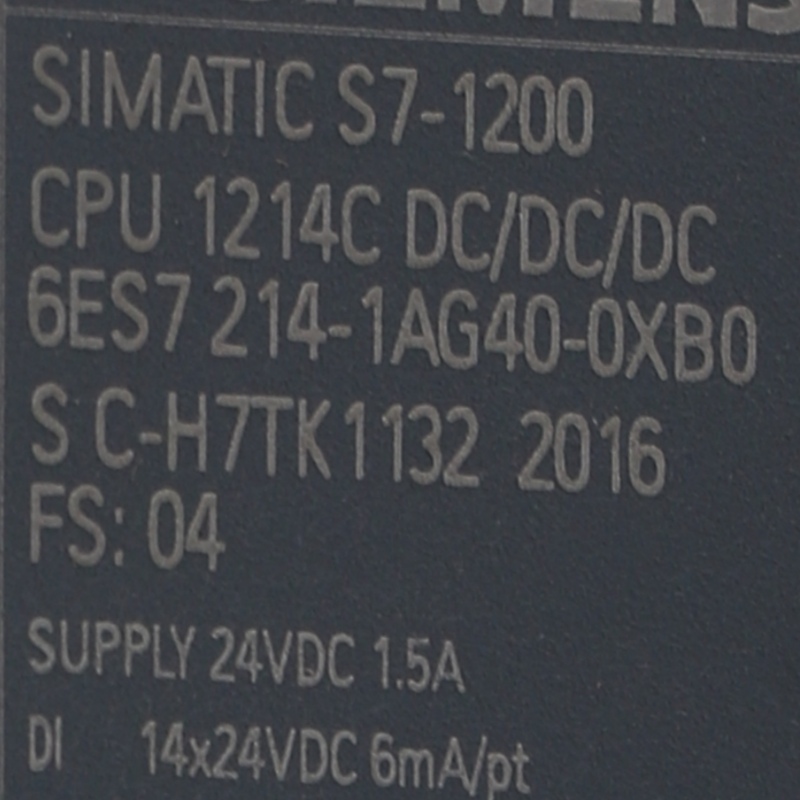 SIEMENS
SIMATIC S7-1200
CPU 1214C DC/DC/DC
6ES7 214-1AG40-0XB0
S C-H7TK1132 2016
FS: 04
SUPPLY 24VDC 1.5A
DI 14x24VDC 6mA/pt